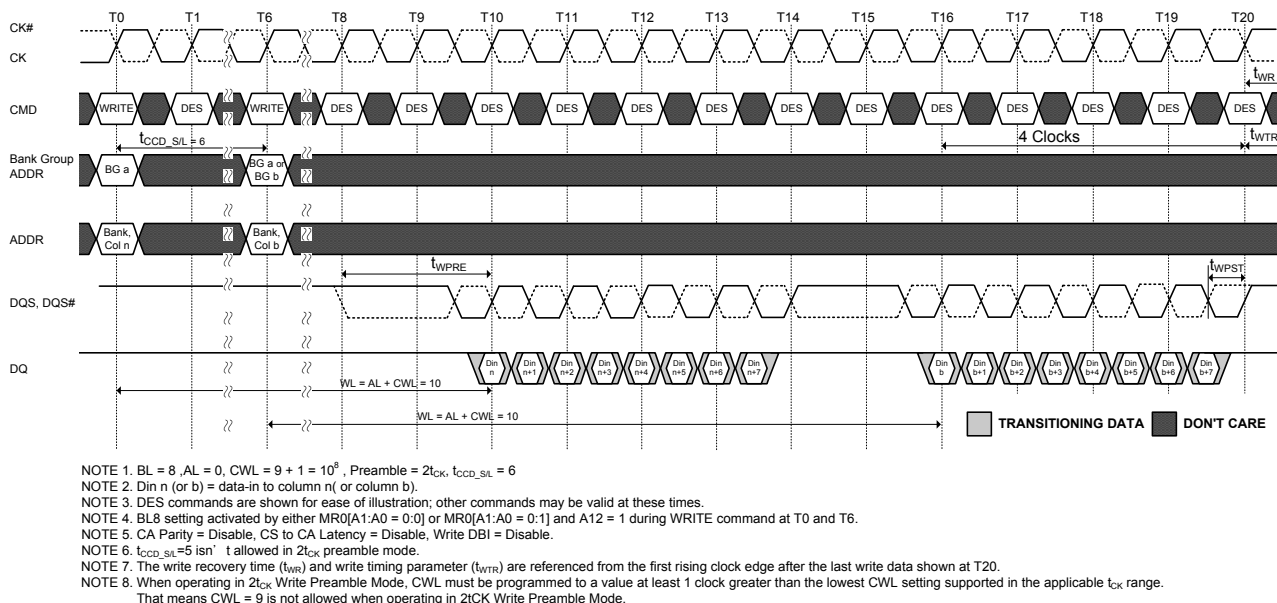 T0 T1 T6 T8 T9 T10 T11 T12 T13 T14 T15 T16 T17 T18 T19 T20
CK#
CK
tWR
CMD WRITE DES WRITE DES DES DES DES DES DES DES DES DES DES DES DES DES
tCCD_S/L = 6
4 Clocks
tWTR
Bank Group
ADDR
BG a
BG a or
BG b
ADDR
Bank,
Col n
Bank,
Col b
tWPRE
tWPST
DQS, DQS#
DQ
Din
n
Din
n+1
Din
n+2
Din
n+3
Din
n+4
Din
n+5
Din
n+6
Din
n+7
Din
b
Din
b+1
Din
b+2
Din
b+3
Din
b+4
Din
b+5
Din
b+6
Din
b+7
WL = AL + CWL = 10
WL = AL + CWL = 10
TRANSITIONING DATA DON'T CARE
NOTE 1. BL = 8 ,AL = 0, CWL = 9 + 1 = 10⁸ , Preamble = 2tCK, tCCD_S/L = 6
NOTE 2. Din n (or b) = data-in to column n( or column b).
NOTE 3. DES commands are shown for ease of illustration; other commands may be valid at these times.
NOTE 4. BL8 setting activated by either MR0[A1:A0 = 0:0] or MR0[A1:A0 = 0:1] and A12 = 1 during WRITE command at T0 and T6.
NOTE 5. CA Parity = Disable, CS to CA Latency = Disable, Write DBI = Disable.
NOTE 6. tCCD_S/L=5 isn' t allowed in 2tCK preamble mode.
NOTE 7. The write recovery time (tWR) and write timing parameter (tWTR) are referenced from the first rising clock edge after the last write data shown at T20.
NOTE 8. When operating in 2tCK Write Preamble Mode, CWL must be programmed to a value at least 1 clock greater than the lowest CWL setting supported in the applicable tCK range.
That means CWL = 9 is not allowed when operating in 2tCK Write Preamble Mode.